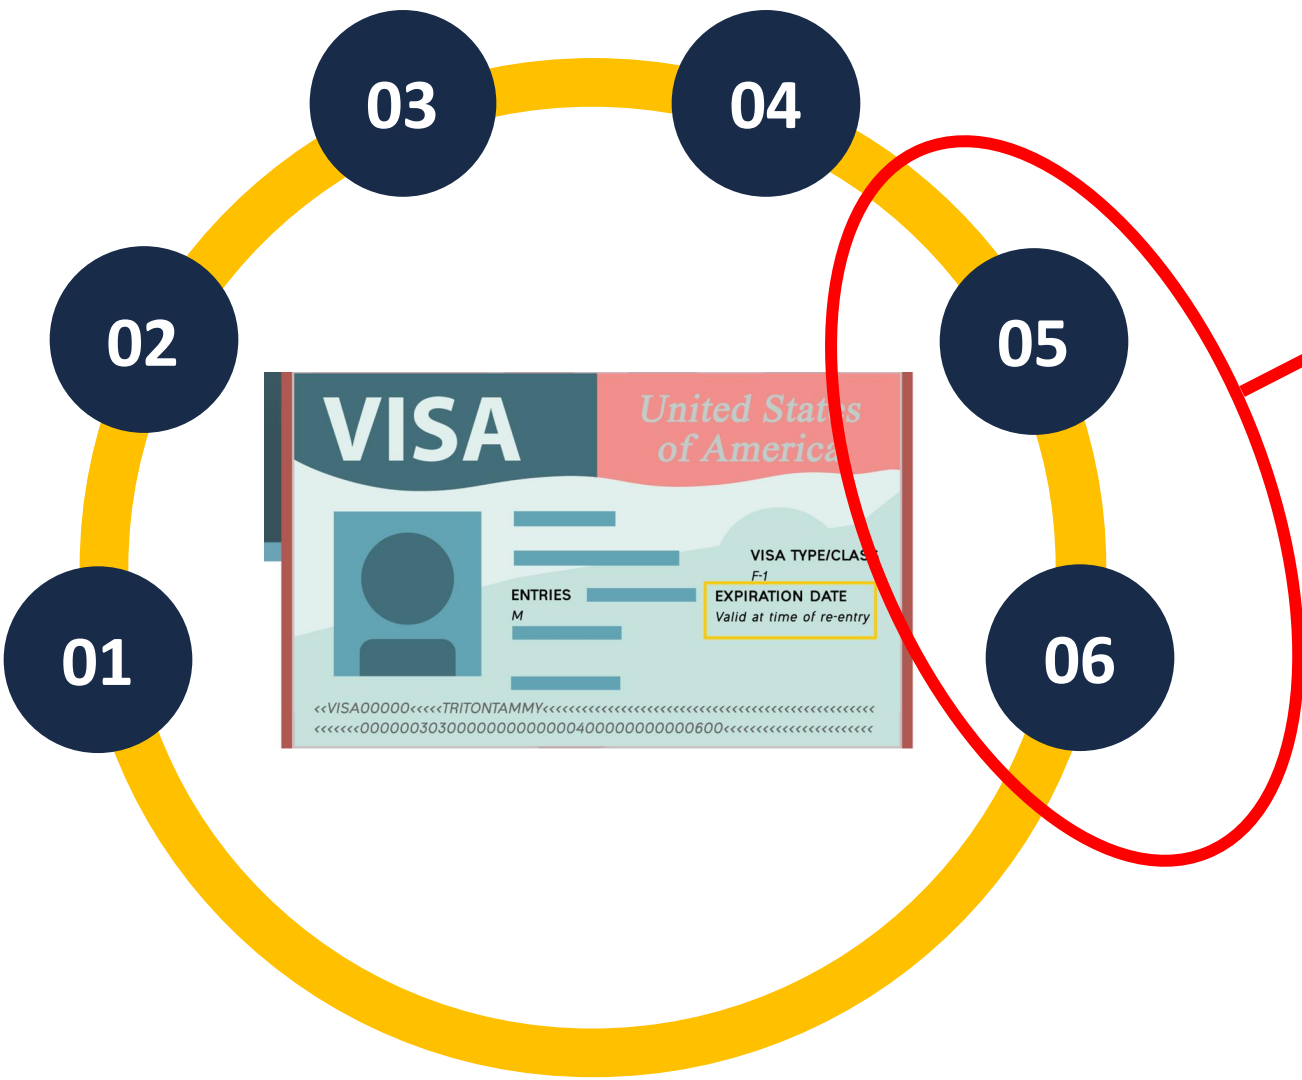 03
04
02
05
VISA
United States
of America
VISA TYPE/CLASS
F-1
ENTRIES
M
EXPIRATION DATE
Valid at time of re-entry
01
06
<<VISA00000<<<<<TRITONTAMMY<<<<<<<<<<<<<<<<<<<<<<<<<<<<<<<<<<<<<<<<<<<<<<<<<<
<<<<<<<0000003030000000000000400000000000600<<<<<<<<<<<<<<<<<<<<<<<